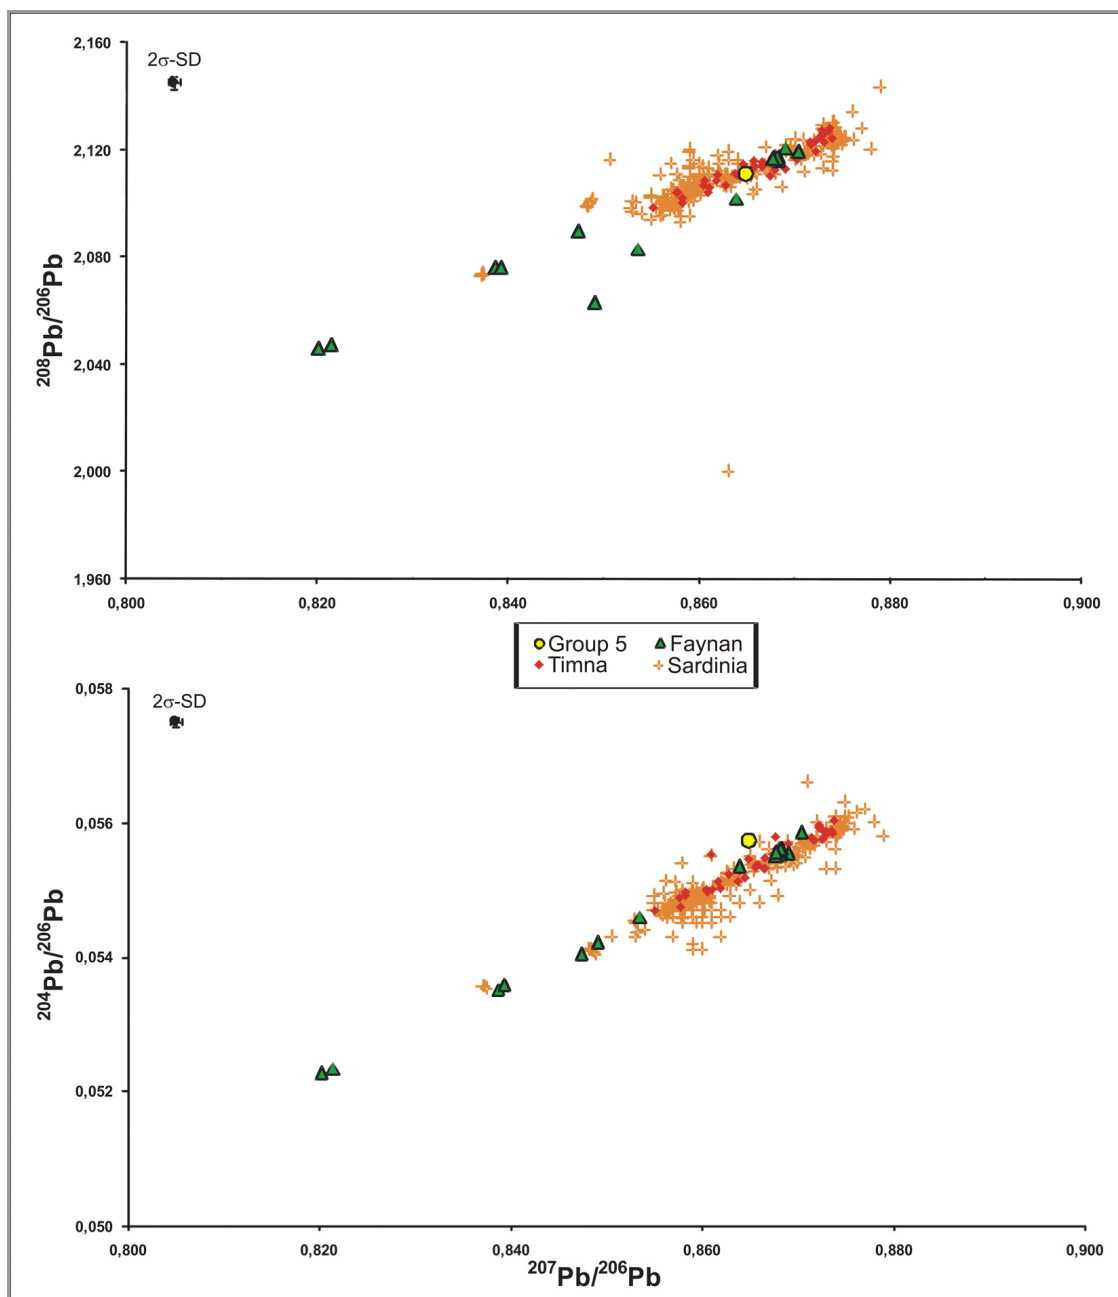 2,160
2σ-SD
2,120
2,080
2,040
2,000
1,960
²⁰⁸Pb/²⁰⁶Pb
0,800 0,820 0,840 0,860 0,880 0,900
Group 5 Faynan
Timna Sardinia
0,058
2σ-SD
0,056
0,054
0,052
0,050
²⁰⁴Pb/²⁰⁶Pb
0,800 0,820 0,840 0,860 0,880 0,900
²⁰⁷Pb/²⁰⁶Pb